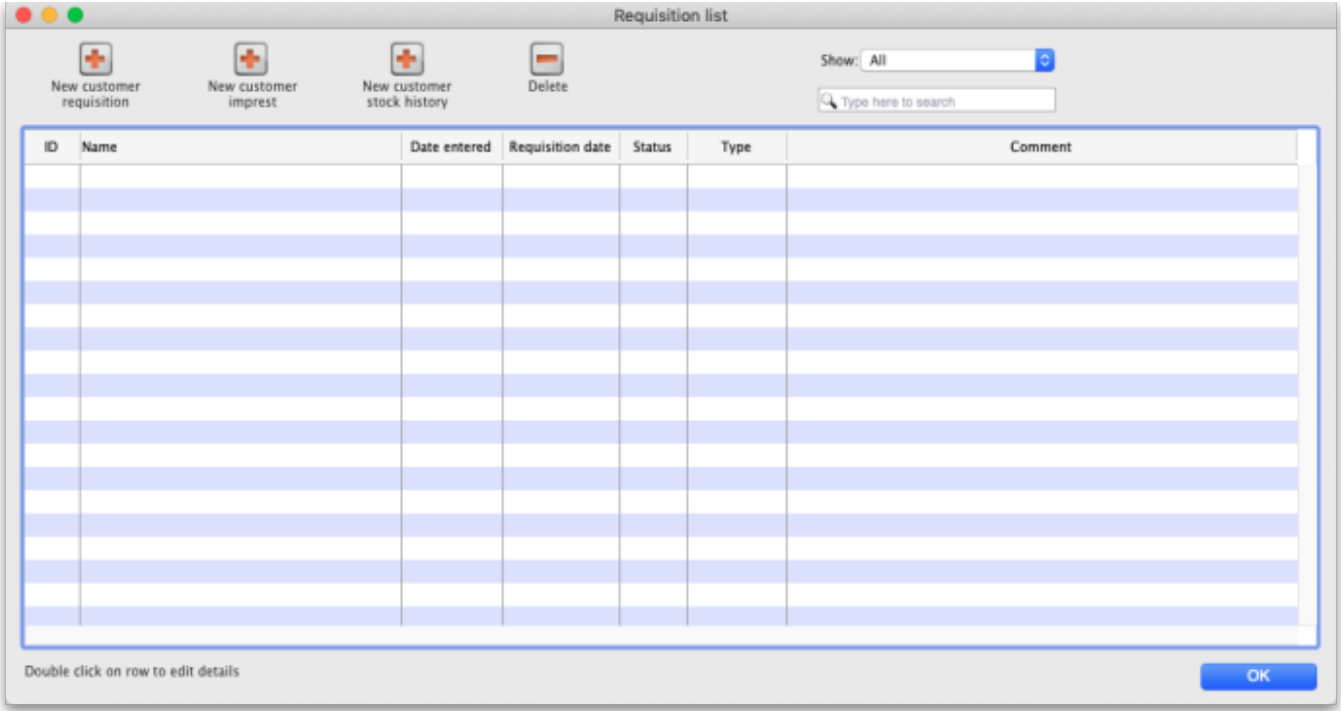 Requisition list
New customer
requisition
New customer
imprest
New customer
stock history
Delete
Show: All
Type here to search
ID Name Date entered Requisition date Status Type Comment
Double click on row to edit details
OK